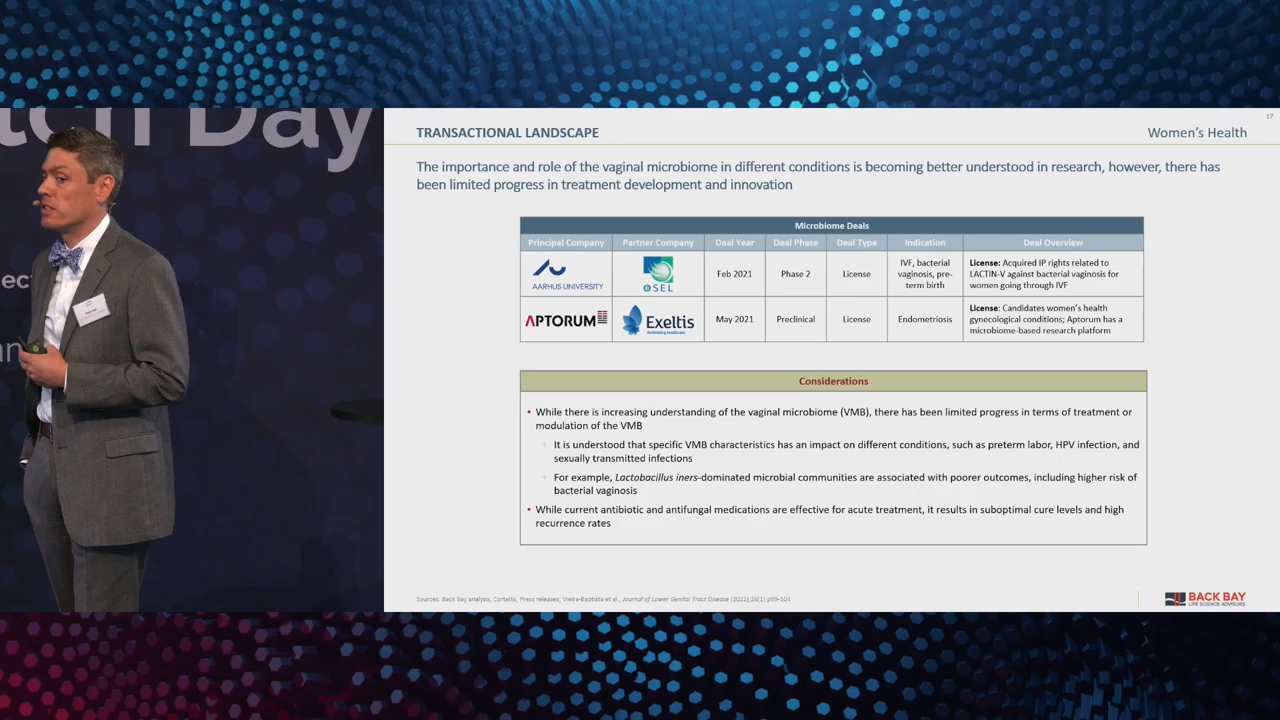 tch Day
ec
an
17
TRANSACTIONAL LANDSCAPE
Women's Health
The importance and role of the vaginal microbiome in different conditions is becoming better understood in research, however, there has
been limited progress in treatment development and innovation
Microbiome Deals
Principal Company
Partner Company
Deal Year
Deal Phase
Deal Type
Indication
Deal Overview
AARHUS UNIVERSITY
OSEL
Feb 2021
Phase 2
License
IVF, bacterial
vaginosis, pre-
term birth
License: Acquired IP rights related to
LACTIN-V against bacterial vaginosis for
women going through IVF
APTORUM
Exeltis
Rethinking healthcare
May 2021
Preclinical
License
Endometriosis
License: Candidates women's health
gynecological conditions; Aptorum has a
microbiome-based research platform
Considerations
• While there is increasing understanding of the vaginal microbiome (VMB), there has been limited progress in terms of treatment or
modulation of the VMB
+ It is understood that specific VMB characteristics has an impact on different conditions, such as preterm labor, HPV infection, and
sexually transmitted infections
+ For example, Lactobacillus iners-dominated microbial communities are associated with poorer outcomes, including higher risk of
bacterial vaginosis
• While current antibiotic and antifungal medications are effective for acute treatment, it results in suboptimal cure levels and high
recurrence rates
Sources: Back Bay analysis, Cortellis, Press releases; Vieira-Baptista et al., Journal of Lower Genital Tract Disease (2022);26(1):p99-104
BACK BAY
LIFE SCIENCE ADVISORS